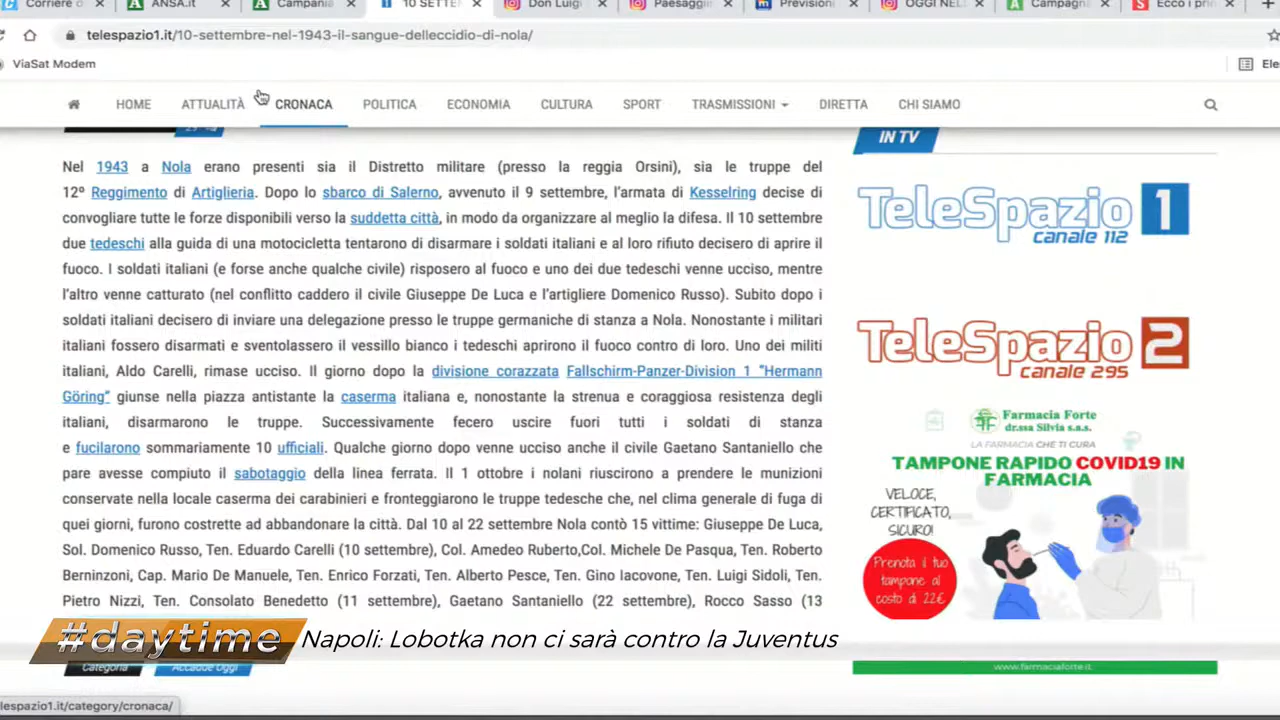 Corriere d
ANSA.it
Campania
10 SETTE
Don Luigi
Paesaggi
Previsioni
OGGI NEL
Campagna
Ecco i pri
telespazio1.it/10-settembre-nel-1943-il-sangue-delleccidio-di-nola/
ViaSat Modem
Ele
HOME ATTUALITÀ CRONACA POLITICA ECONOMIA CULTURA SPORT TRASMISSIONI DIRETTA CHI SIAMO
Nel 1943 a Nola erano presenti sia il Distretto militare (presso la reggia Orsini), sia le truppe del
12º Reggimento di Artiglieria. Dopo lo sbarco di Salerno, avvenuto il 9 settembre, l'armata di Kesselring decise di
convogliare tutte le forze disponibili verso la suddetta città, in modo da organizzare al meglio la difesa. Il 10 settembre
due tedeschi alla guida di una motocicletta tentarono di disarmare i soldati italiani e al loro rifiuto decisero di aprire il
fuoco. I soldati italiani (e forse anche qualche civile) risposero al fuoco e uno dei due tedeschi venne ucciso, mentre
l'altro venne catturato (nel conflitto caddero il civile Giuseppe De Luca e l'artigliere Domenico Russo). Subito dopo i
soldati italiani decisero di inviare una delegazione presso le truppe germaniche di stanza a Nola. Nonostante i militari
italiani fossero disarmati e sventolassero il vessillo bianco i tedeschi aprirono il fuoco contro di loro. Uno dei militi
italiani, Aldo Carelli, rimase ucciso. Il giorno dopo la divisione corazzata Fallschirm-Panzer-Division 1 "Hermann
Göring" giunse nella piazza antistante la caserma italiana e, nonostante la strenua e coraggiosa resistenza degli
italiani, disarmarono le truppe. Successivamente fecero uscire fuori tutti i soldati di stanza
e fucilarono sommariamente 10 ufficiali. Qualche giorno dopo venne ucciso anche il civile Gaetano Santaniello che
pare avesse compiuto il sabotaggio della linea ferrata. Il 1 ottobre i nolani riuscirono a prendere le munizioni
conservate nella locale caserma dei carabinieri e fronteggiarono le truppe tedesche che, nel clima generale di fuga di
quei giorni, furono costrette ad abbandonare la città. Dal 10 al 22 settembre Nola contò 15 vittime: Giuseppe De Luca,
Sol. Domenico Russo, Ten. Eduardo Carelli (10 settembre), Col. Amedeo Ruberto,Col. Michele De Pasqua, Ten. Roberto
Berninzoni, Cap. Mario De Manuele, Ten. Enrico Forzati, Ten. Alberto Pesce, Ten. Gino Iacovone, Ten. Luigi Sidoli, Ten.
Pietro Nizzi, Ten. Consolato Benedetto (11 settembre), Gaetano Santaniello (22 settembre), Rocco Sasso (13
IN TV
TeleSpazio 1
canale 112
TeleSpazio 2
canale 295
Farmacia Forte
dr.ssa Silvia s.a.s.
LA FARMACIA CHE TI CURA
TAMPONE RAPIDO COVID19 IN
FARMACIA
VELOCE,
CERTIFICATO,
SICURO!
Prenota il tuo
tampone al
costo di 22€
www.farmaciaforte.it
#daytime
Napoli: Lobotka non ci sarà contro la Juventus
Categoria
Accadde Oggi
lespazio1.it/category/cronaca/